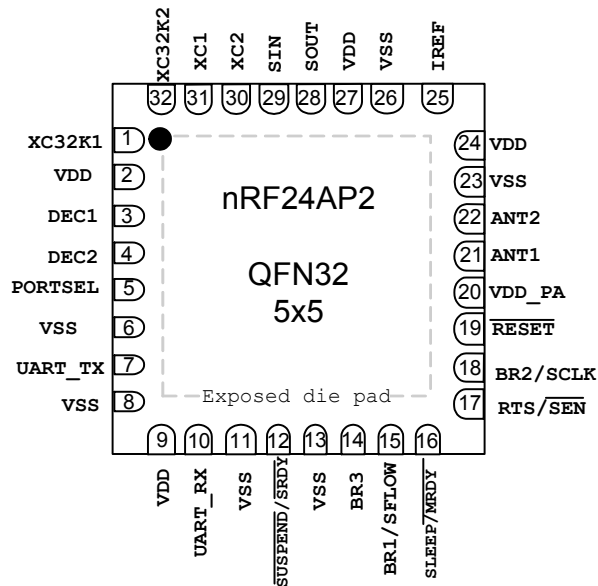 XC32K2
XC1
XC2
SIN
SOUT
VDD
VSS
IREF
32
31
30
29
28
27
26
25
XC32K1 1
VDD 2
DEC1 3
DEC2 4
PORTSEL 5
VSS 6
UART_TX 7
VSS 8
nRF24AP2
QFN32
5x5
Exposed die pad
24 VDD
23 VSS
22 ANT2
21 ANT1
20 VDD_PA
19 RESET
18 BR2/SCLK
17 RTS/SEN
9
10
11
12
13
14
15
16
VDD
UART_RX
VSS
SUSPEND/SRDY
VSS
BR3
BR1/SFLOW
SLEEP/MRDY